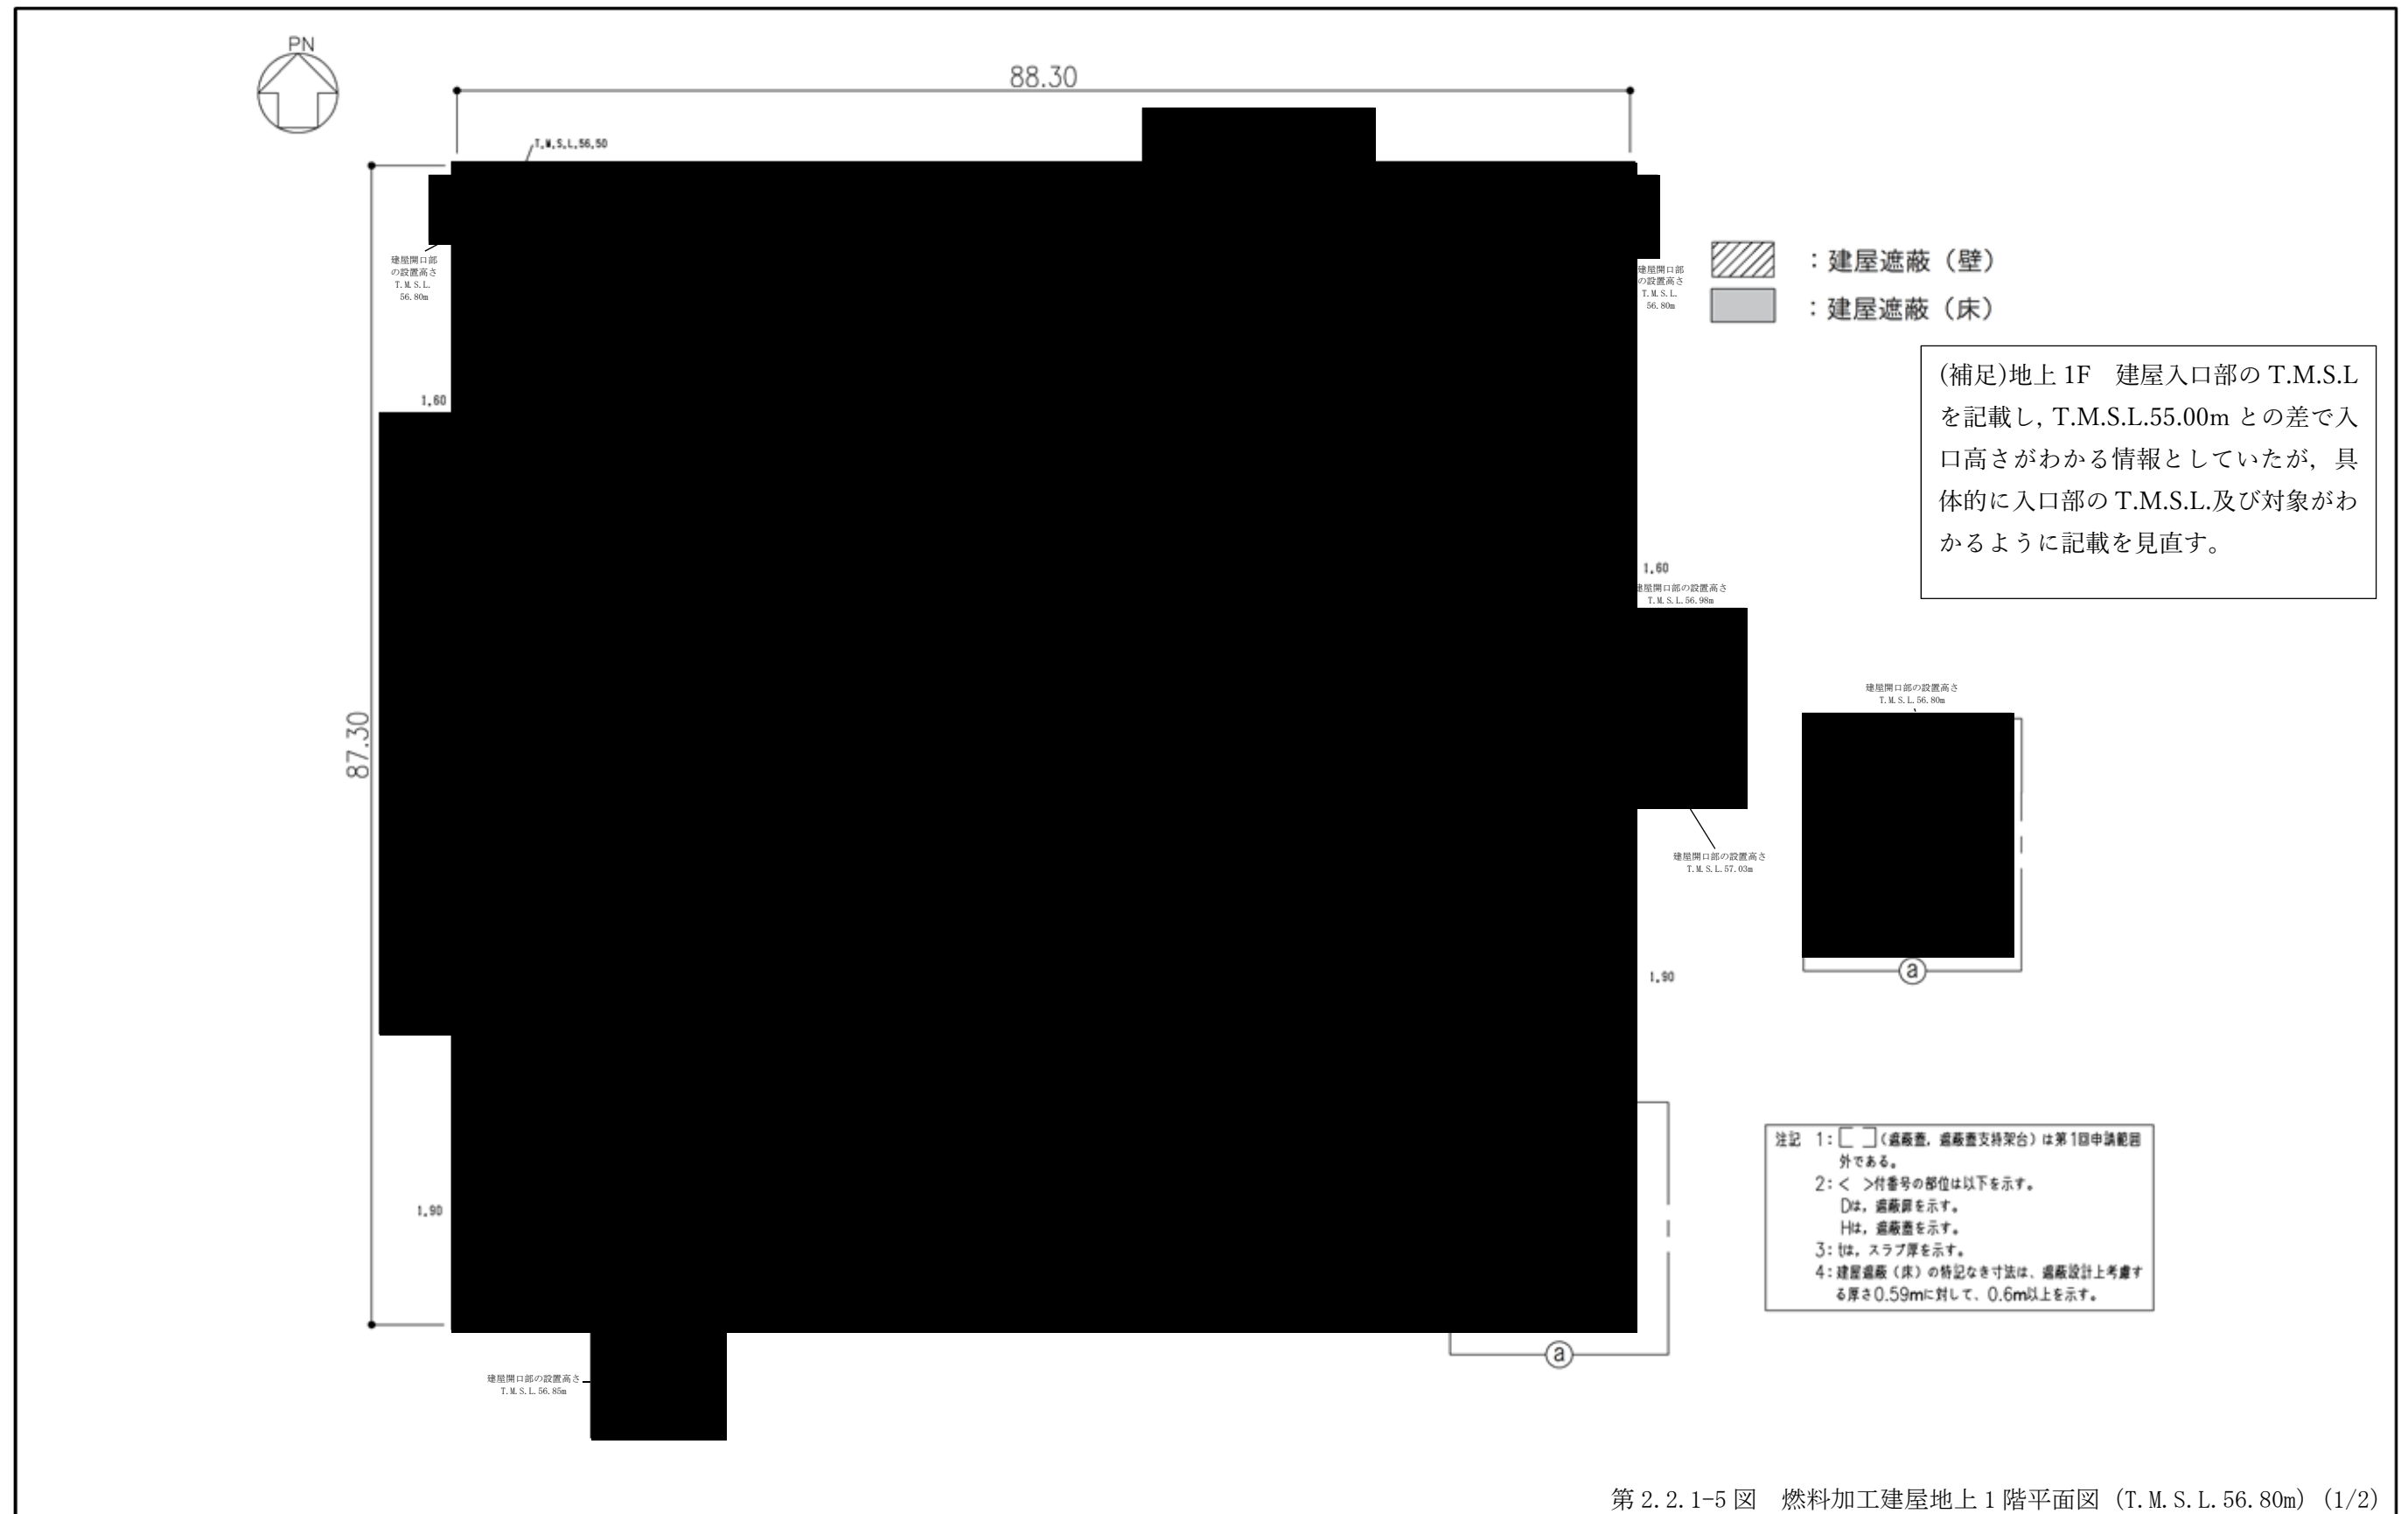 PN
88.30
T.M.S.L.56.50
建屋開口部
の設置高さ
T.M.S.L.
56.80m
建屋開口部
の設置高さ
T.M.S.L.
56.80m
：建屋遮蔽（壁）
：建屋遮蔽（床）
(補足)地上 1F　建屋入口部の T.M.S.L
を記載し, T.M.S.L.55.00m との差で入
口高さがわかる情報としていたが，具
体的に入口部の T.M.S.L.及び対象がわ
かるように記載を見直す。
1.60
1.60
建屋開口部の設置高さ
T.M.S.L.56.98m
87.30
建屋開口部の設置高さ
T.M.S.L.56.80m
建屋開口部の設置高さ
T.M.S.L.57.03m
ⓐ
1.90
注記　1：［　］（遮蔽蓋，遮蔽蓋支持架台）は第1回申請範囲
外である。
2：＜　＞付番号の部位は以下を示す。
Dは，遮蔽扉を示す。
Hは，遮蔽蓋を示す。
3：tは，スラブ厚を示す。
4：建屋遮蔽（床）の特記なき寸法は、遮蔽設計上考慮す
る厚さ0.59mに対して、0.6m以上を示す。
1.90
ⓐ
建屋開口部の設置高さ
T.M.S.L.56.85m
第 2.2.1-5 図　燃料加工建屋地上 1 階平面図（T.M.S.L.56.80m）(1/2)